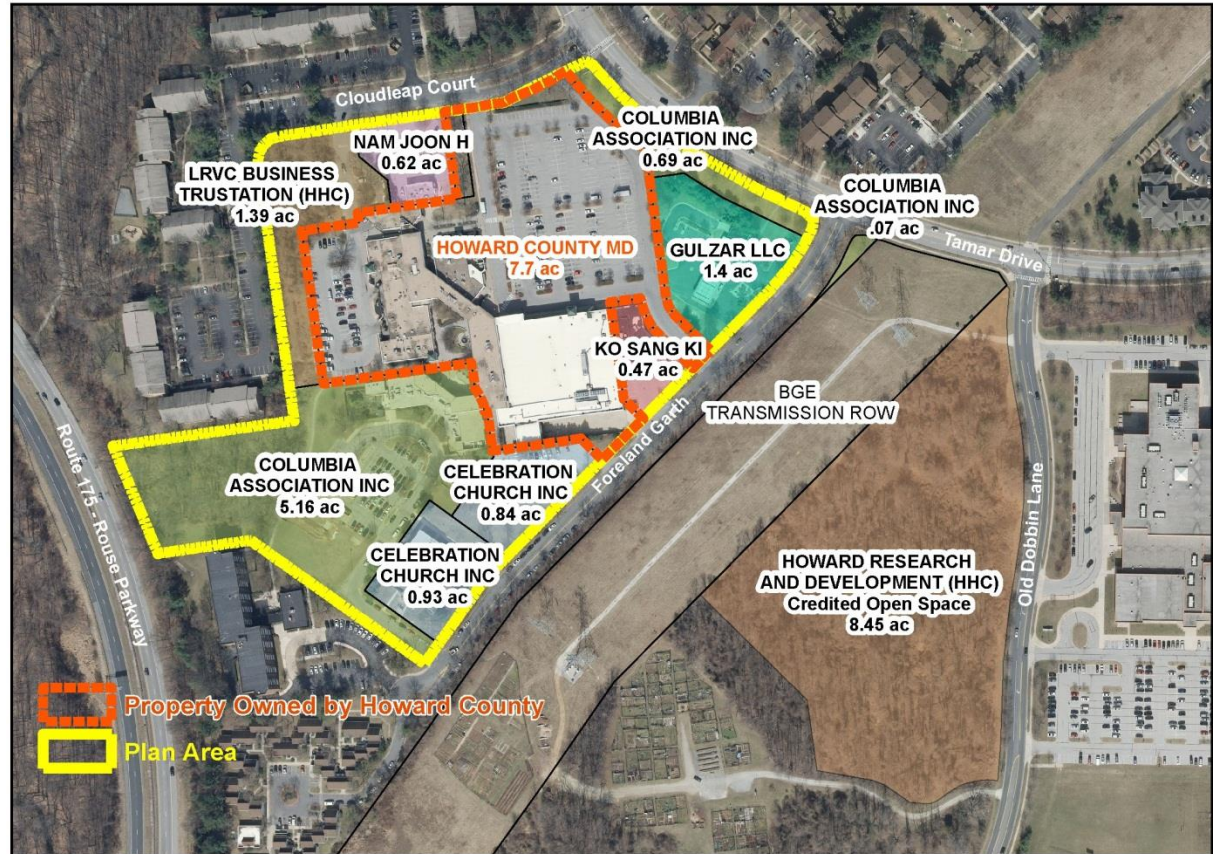 Cloudleap Court
NAM JOON H
0.62 ac
COLUMBIA
ASSOCIATION INC
0.69 ac
LRVC BUSINESS
TRUSTATION (HHC)
1.39 ac
COLUMBIA
ASSOCIATION INC
.07 ac
Tamar Drive
HOWARD COUNTY MD
7.7 ac
GULZAR LLC
1.4 ac
KO SANG KI
0.47 ac
BGE
TRANSMISSION ROW
Foreland Garth
Route 175 - Rouse Parkway
COLUMBIA
ASSOCIATION INC
5.16 ac
CELEBRATION
CHURCH INC
0.84 ac
CELEBRATION
CHURCH INC
0.93 ac
HOWARD RESEARCH
AND DEVELOPMENT (HHC)
Credited Open Space
8.45 ac
Old Dobbin Lane
Property Owned by Howard County
Plan Area